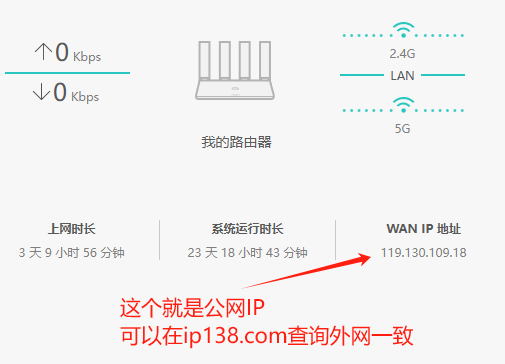 0 Kbps
0 Kbps
我的路由器
2.4G
LAN
5G
上网时长
3 天 9 小时 56 分钟
系统运行时长
23 天 18 小时 43 分钟
WAN IP 地址
119.130.109.18
这个就是公网IP
可以在ip138.com查询外网一致